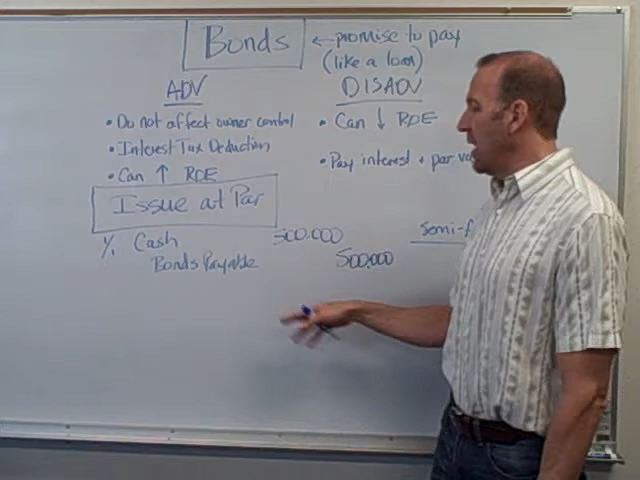 Bonds
← promise to pay
(like a loan)
ADV
• Do not affect owner control
• Interest Tax Deduction
• Can ↑ ROE
DISADV
• Can ↓ ROE
• Pay interest + par va
Issue at Par
1/1 Cash 500,000
Bonds Payable 500,000
semi-